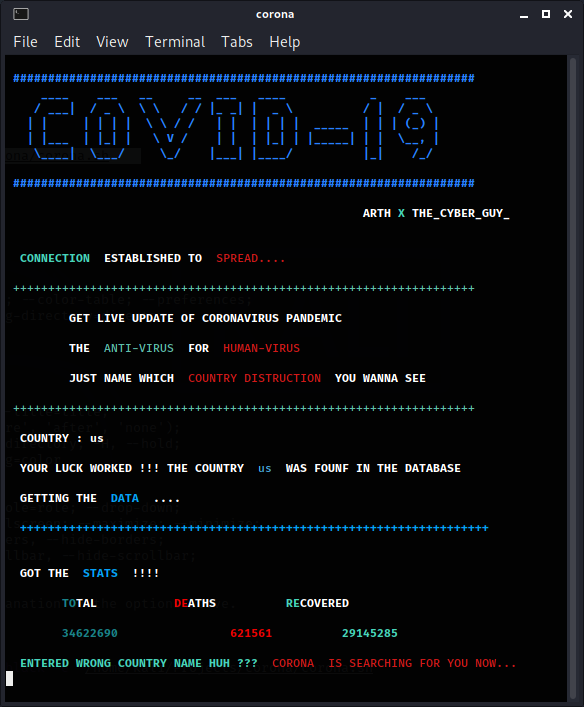 corona
File Edit View Terminal Tabs Help
##################################################################
COVID-19
##################################################################
ARTH X THE_CYBER_GUY_
CONNECTION ESTABLISHED TO SPREAD....
++++++++++++++++++++++++++++++++++++++++++++++++++++++++++++++++++
GET LIVE UPDATE OF CORONAVIRUS PANDEMIC
THE ANTI-VIRUS FOR HUMAN-VIRUS
JUST NAME WHICH COUNTRY DISTRUCTION YOU WANNA SEE
++++++++++++++++++++++++++++++++++++++++++++++++++++++++++++++++++
COUNTRY : us
YOUR LUCK WORKED !!! THE COUNTRY us WAS FOUNF IN THE DATABASE
GETTING THE DATA ....
+++++++++++++++++++++++++++++++++++++++++++++++++++++++++++++++++++
GOT THE STATS !!!!
TOTAL DEATHS RECOVERED
34622690 621561 29145285
ENTERED WRONG COUNTRY NAME HUH ??? CORONA IS SEARCHING FOR YOU NOW...